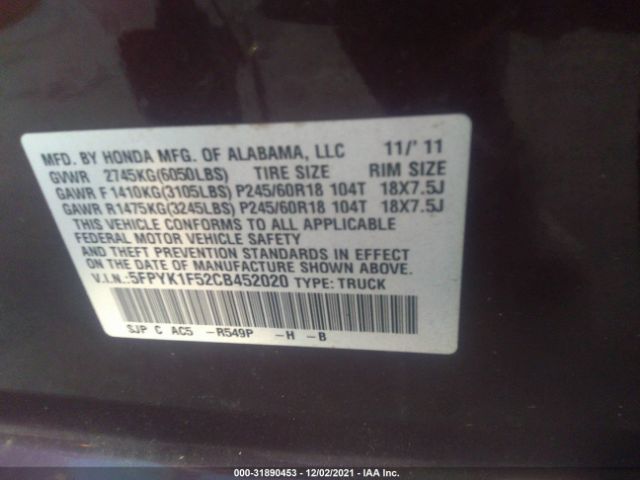 MFD. BY HONDA MFG. OF ALABAMA, LLC 11/' 11
GVWR 2745KG(6050LBS) TIRE SIZE RIM SIZE
GAWR F 1410KG(3105LBS) P245/60R18 104T 18X7.5J
GAWR R1475KG(3245LBS) P245/60R18 104T 18X7.5J
THIS VEHICLE CONFORMS TO ALL APPLICABLE
FEDERAL MOTOR VEHICLE SAFETY
AND THEFT PREVENTION STANDARDS IN EFFECT
ON THE DATE OF MANUFACTURE SHOWN ABOVE.
V.I.N.:5FPYK1F52CB452020 TYPE: TRUCK
SJP C AC5 -R549P -H -B
000-31890453 - 12/02/2021 - IAA Inc.